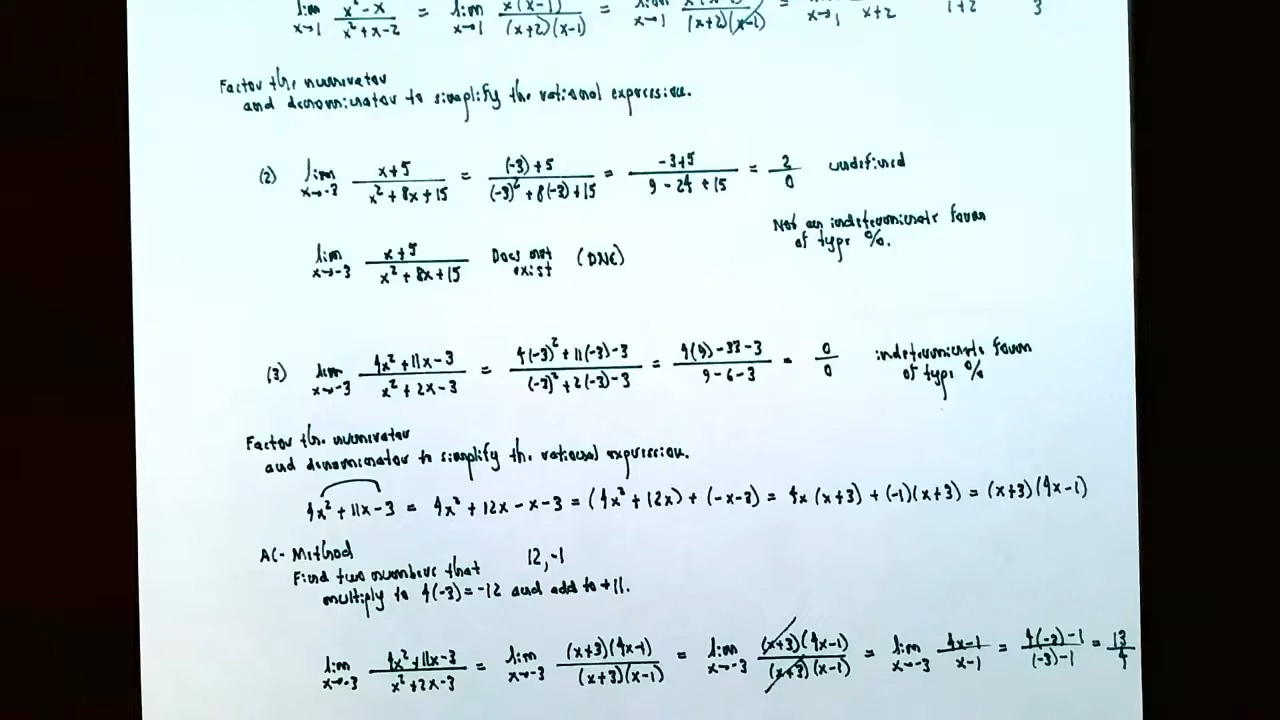 lim x→1 x²-x / x²+x-2 = lim x→1 x(x-1) / (x+2)(x-1) = lim x→1 x(x-1) / (x+2)(x-1) = lim x→1 x+2 1+2 3
Factor the numerator
and denominator to simplify the rational expression.
(2) lim x→-3 x+5 / x²+8x+15 = (-3)+5 / (-3)²+8(-3)+15 = -3+5 / 9-24+15 = 2/0 undefined
Not an indeterminate form
of type 0/0.
lim x→-3 x+5 / x²+8x+15 Does not exist (DNE)
(3) lim x→-3 4x²+11x-3 / x²+2x-3 = 4(-3)²+11(-3)-3 / (-3)²+2(-3)-3 = 4(9)-33-3 / 9-6-3 = 0/0 indeterminate form
of type 0/0
Factor the numerator
and denominator to simplify the rational expression.
4x²+11x-3 = 4x²+12x-x-3 = (4x²+12x)+(-x-3) = 4x(x+3)+(-1)(x+3) = (x+3)(4x-1)
AC-Method 12,-1
Find two numbers that
multiply to 4(-3)=-12 and add to +11.
lim x→-3 4x²+11x-3 / x²+2x-3 = lim x→-3 (x+3)(4x-1) / (x+3)(x-1) = lim x→-3 (x+3)(4x-1) / (x+3)(x-1) = lim x→-3 4x-1 / x-1 = 4(-3)-1 / (-3)-1 = 13/4